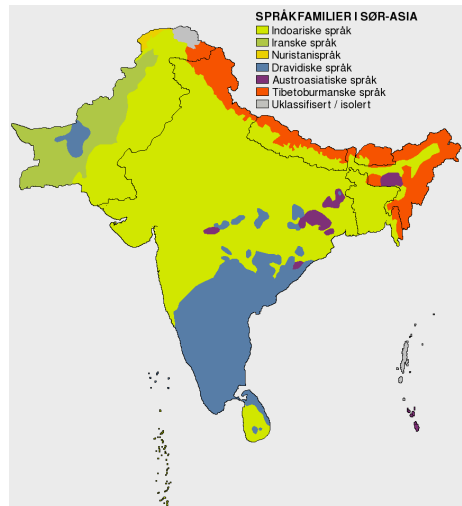 SPRÅKFAMILIER I SØR-ASIA
Indoariske språk
Iranske språk
Nuristanispråk
Dravidiske språk
Austroasiatiske språk
Tibetoburmanske språk
Uklassifisert / isolert